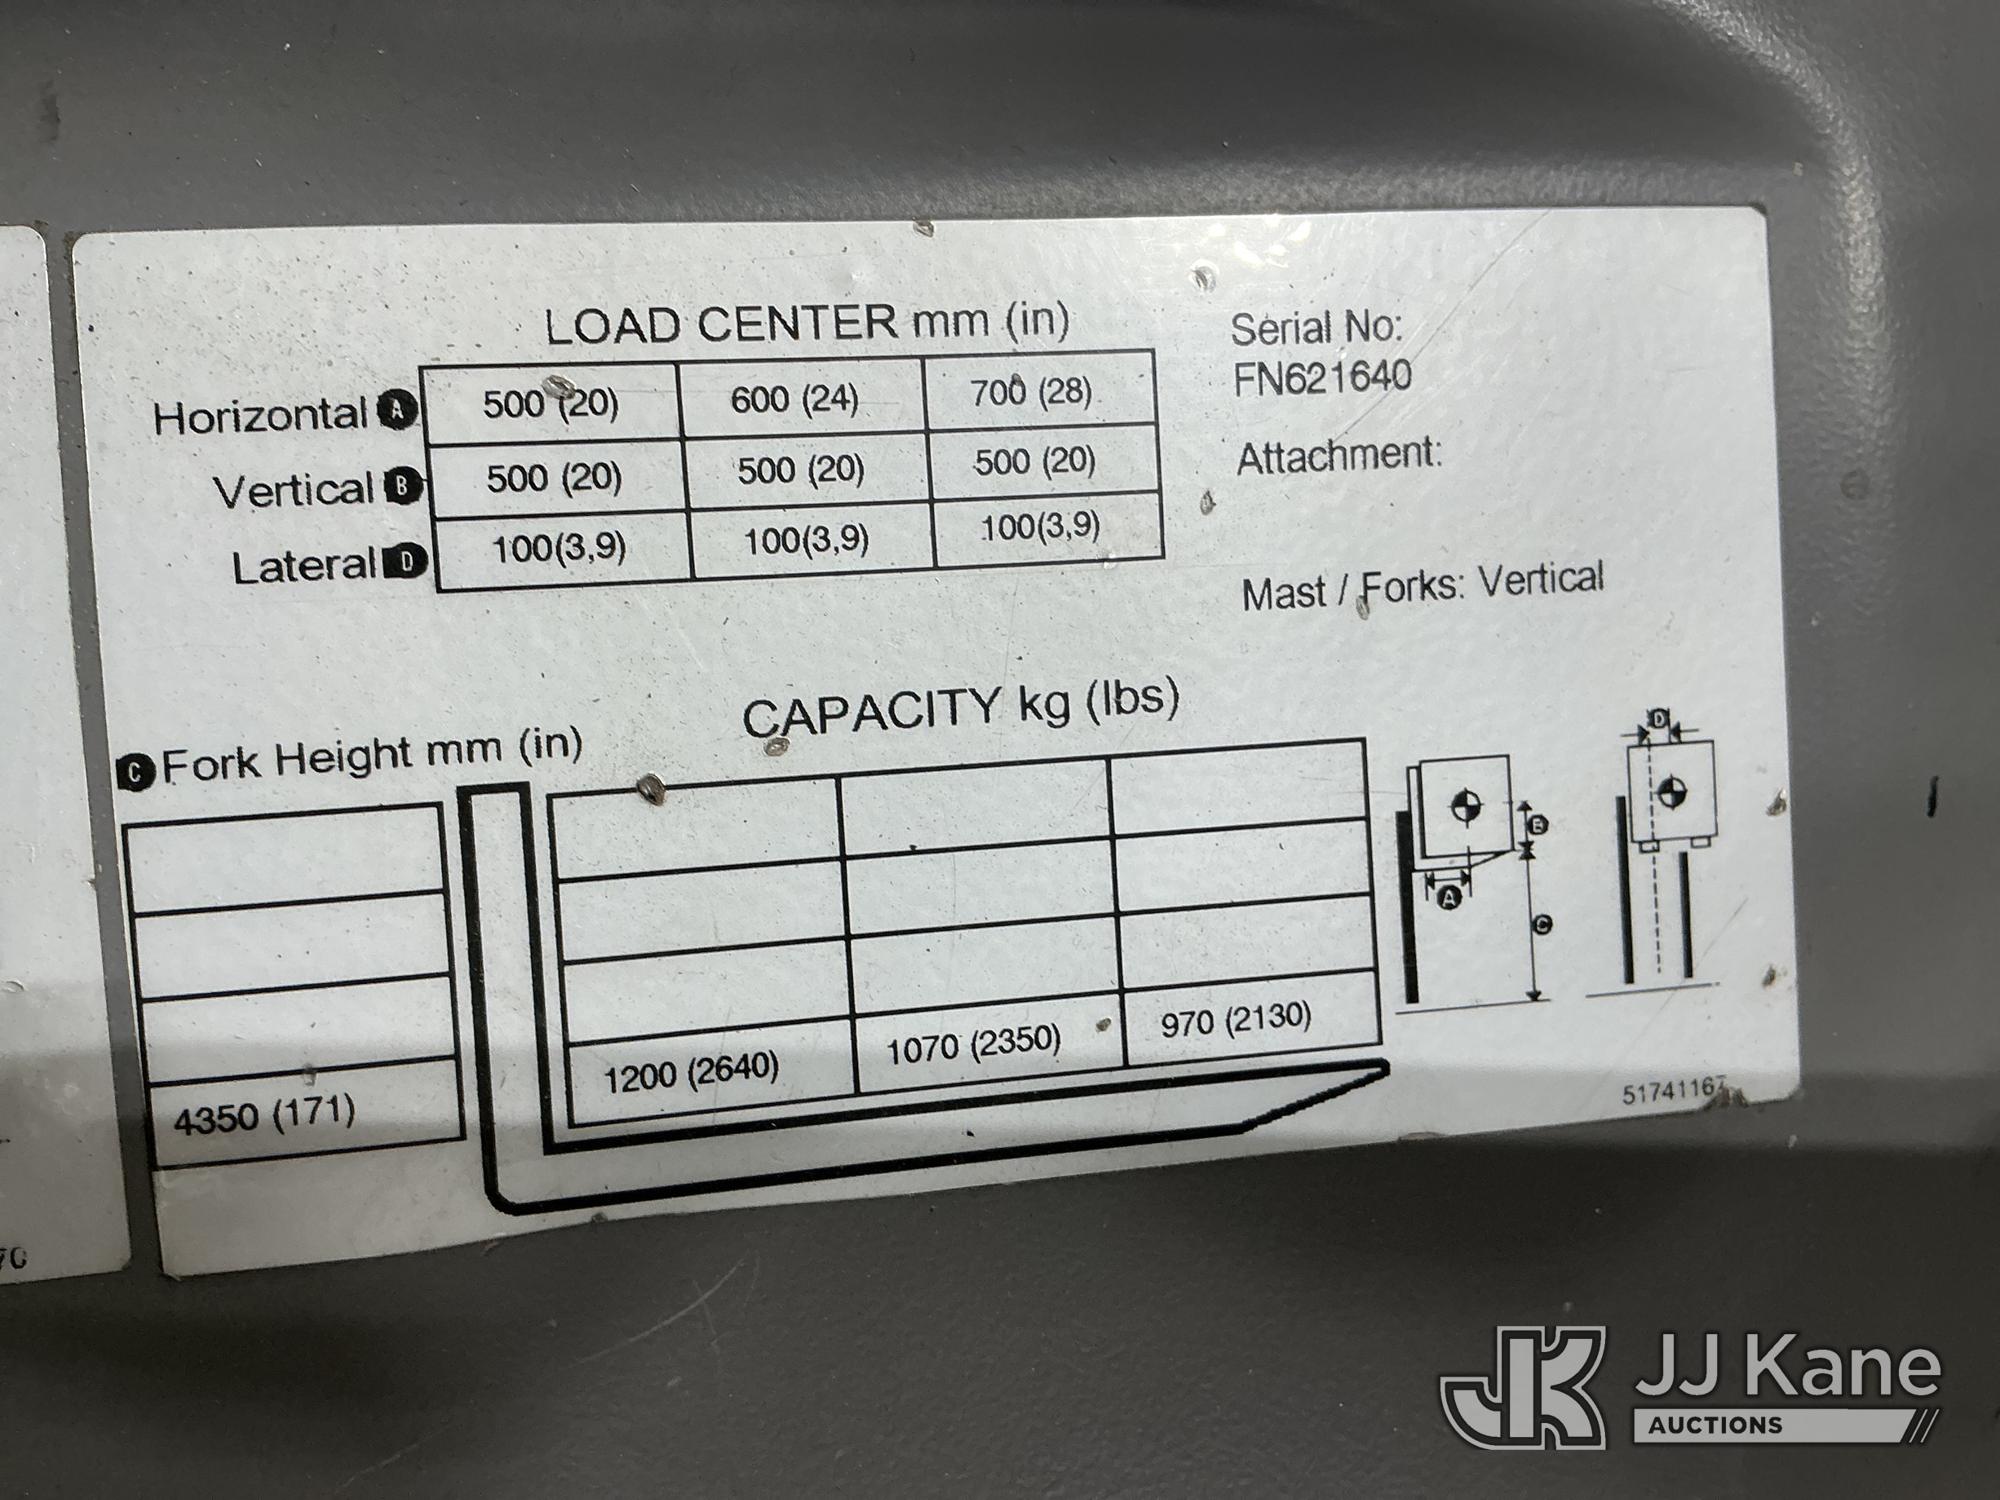 LOAD CENTER mm (in)
Horizontal A 500 (20) 600 (24) 700 (28)
Vertical B 500 (20) 500 (20) 500 (20)
Lateral D 100(3,9) 100(3,9) 100(3,9)
Serial No:
FN621640
Attachment:
Mast / Forks: Vertical
CAPACITY kg (lbs)
C Fork Height mm (in)
4350 (171) 1200 (2640) 1070 (2350) 970 (2130)
A
C
D
51741167
JK JJ Kane
AUCTIONS